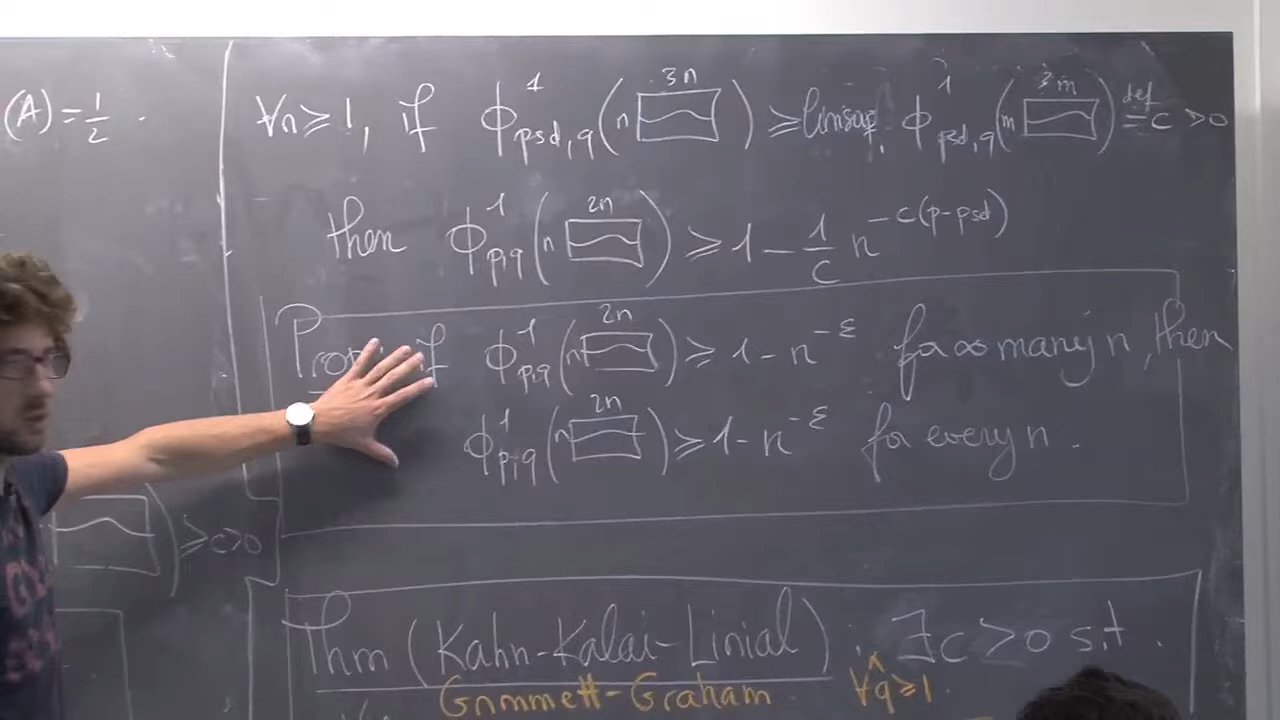 (A) = 1/2 .
∀n ≥ 1, if ϕ¹_{psd,q}(n [3n]) ≥ limsup ϕ¹_{psd,q}(m [3m]) def= c > 0
then ϕ¹_{p,q}(n [2n]) ≥ 1 - 1/c n^{-c(p-psd)}
if ϕ¹_{p,q}(n [2n]) ≥ 1 - n^{-ε} for ∞ many n, then
ϕ¹_{p,q}(n [2n]) ≥ 1 - n^{-ε} for every n.
) ≥ c > 0
Thm (Kahn-Kalai-Linial) : ∃c > 0 s.t.
Grimmett-Graham ∀q ≥ 1